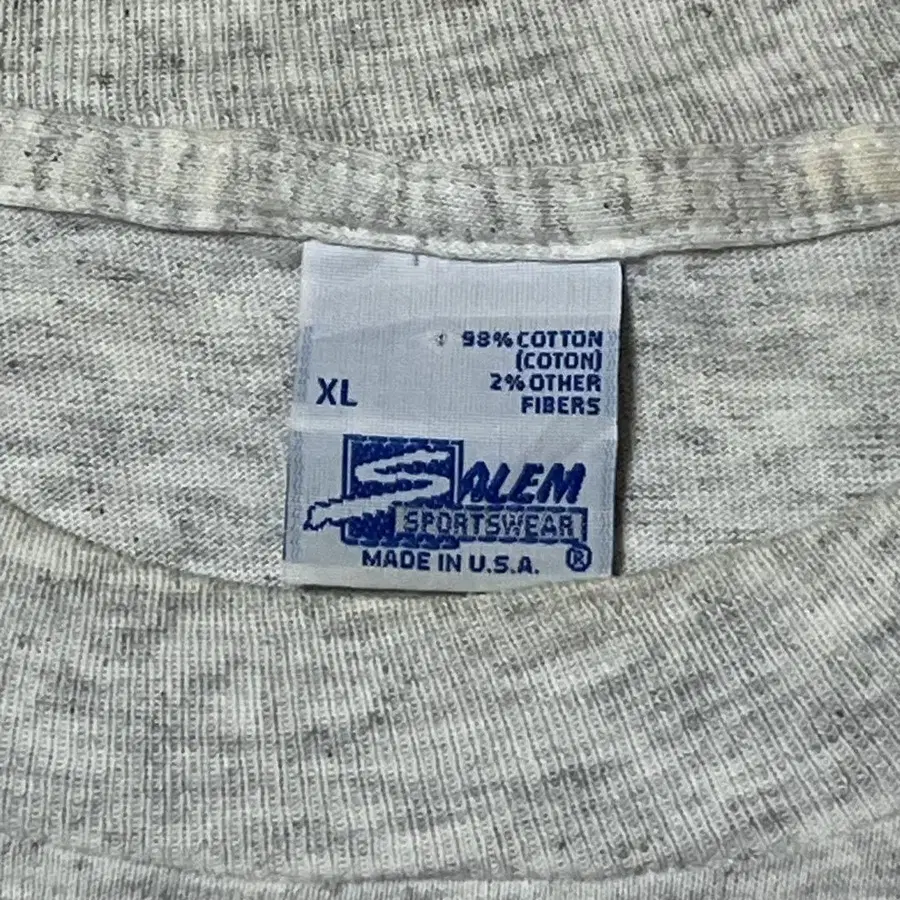 98% COTTON
(COTON)
2% OTHER
FIBERS
XL
SALEM
SPORTSWEAR
MADE IN U.S.A. ®